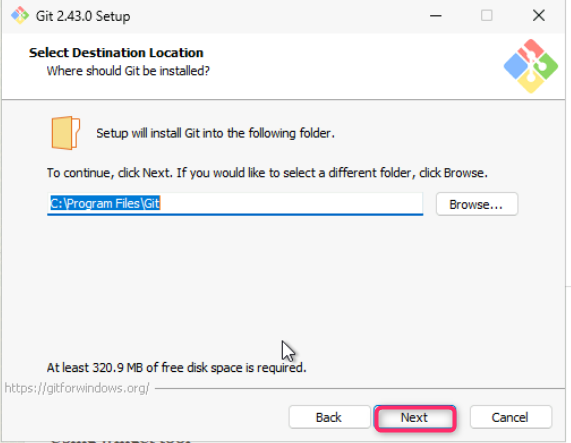 Git 2.43.0 Setup
Select Destination Location
Where should Git be installed?
Setup will install Git into the following folder.
To continue, click Next. If you would like to select a different folder, click Browse.
C:\Program Files\Git
Browse...
At least 320.9 MB of free disk space is required.
https://gitforwindows.org/
Back
Next
Cancel